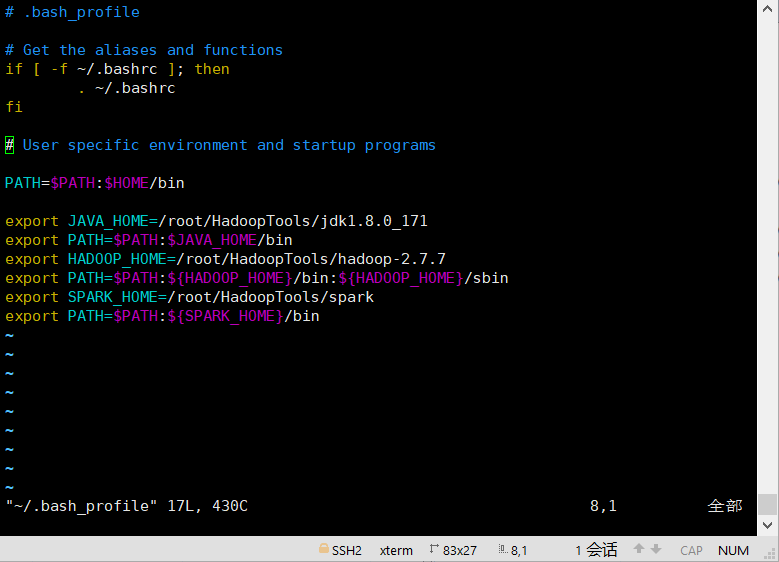 # .bash_profile
# Get the aliases and functions
if [ -f ~/.bashrc ]; then
        . ~/.bashrc
fi
# User specific environment and startup programs
PATH=$PATH:$HOME/bin
export JAVA_HOME=/root/HadoopTools/jdk1.8.0_171
export PATH=$PATH:$JAVA_HOME/bin
export HADOOP_HOME=/root/HadoopTools/hadoop-2.7.7
export PATH=$PATH:${HADOOP_HOME}/bin:${HADOOP_HOME}/sbin
export SPARK_HOME=/root/HadoopTools/spark
export PATH=$PATH:${SPARK_HOME}/bin
~
~
~
~
~
~
~
~
~
"~/.bash_profile" 17L, 430C 8,1 全部
SSH2 xterm 83x27 8,1 1 会话 CAP NUM